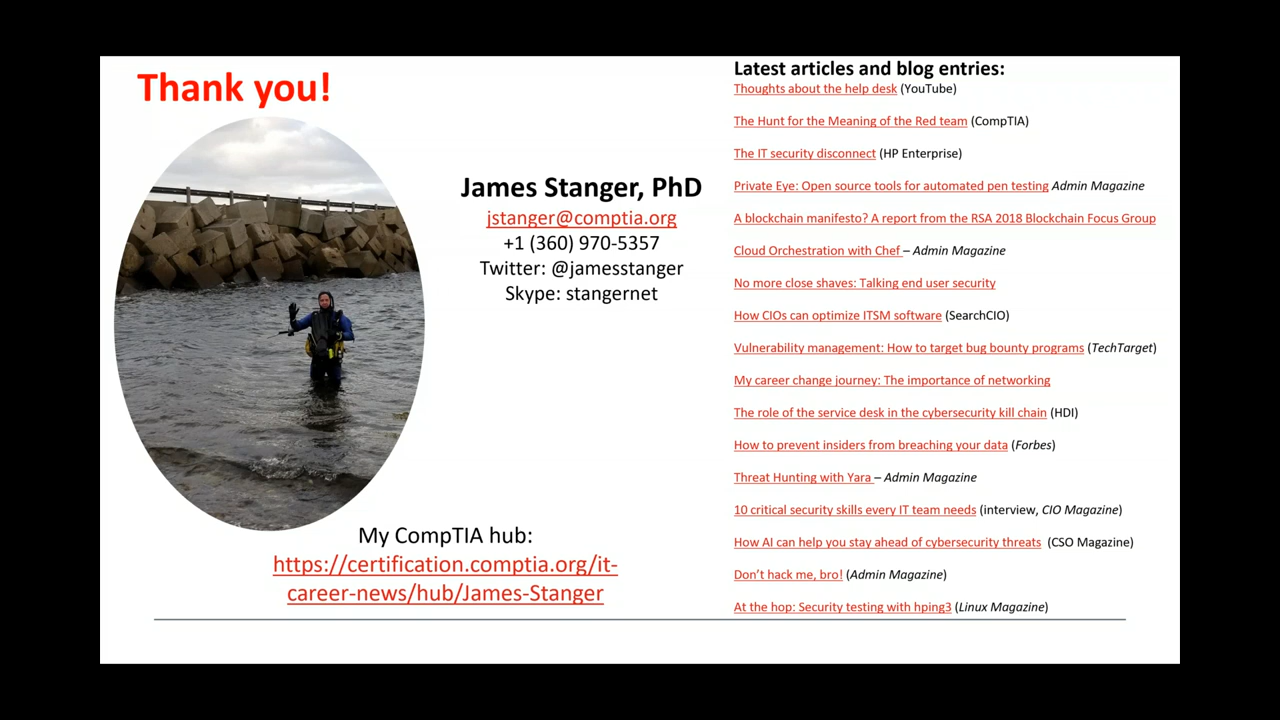 Thank you!
James Stanger, PhD
jstanger@comptia.org
+1 (360) 970-5357
Twitter: @jamesstanger
Skype: stangernet
My CompTIA hub:
https://certification.comptia.org/it-
career-news/hub/James-Stanger
Latest articles and blog entries:
Thoughts about the help desk (YouTube)
The Hunt for the Meaning of the Red team (CompTIA)
The IT security disconnect (HP Enterprise)
Private Eye: Open source tools for automated pen testing Admin Magazine
A blockchain manifesto? A report from the RSA 2018 Blockchain Focus Group
Cloud Orchestration with Chef – Admin Magazine
No more close shaves: Talking end user security
How CIOs can optimize ITSM software (SearchCIO)
Vulnerability management: How to target bug bounty programs (TechTarget)
My career change journey: The importance of networking
The role of the service desk in the cybersecurity kill chain (HDI)
How to prevent insiders from breaching your data (Forbes)
Threat Hunting with Yara – Admin Magazine
10 critical security skills every IT team needs (interview, CIO Magazine)
How AI can help you stay ahead of cybersecurity threats (CSO Magazine)
Don't hack me, bro! (Admin Magazine)
At the hop: Security testing with hping3 (Linux Magazine)